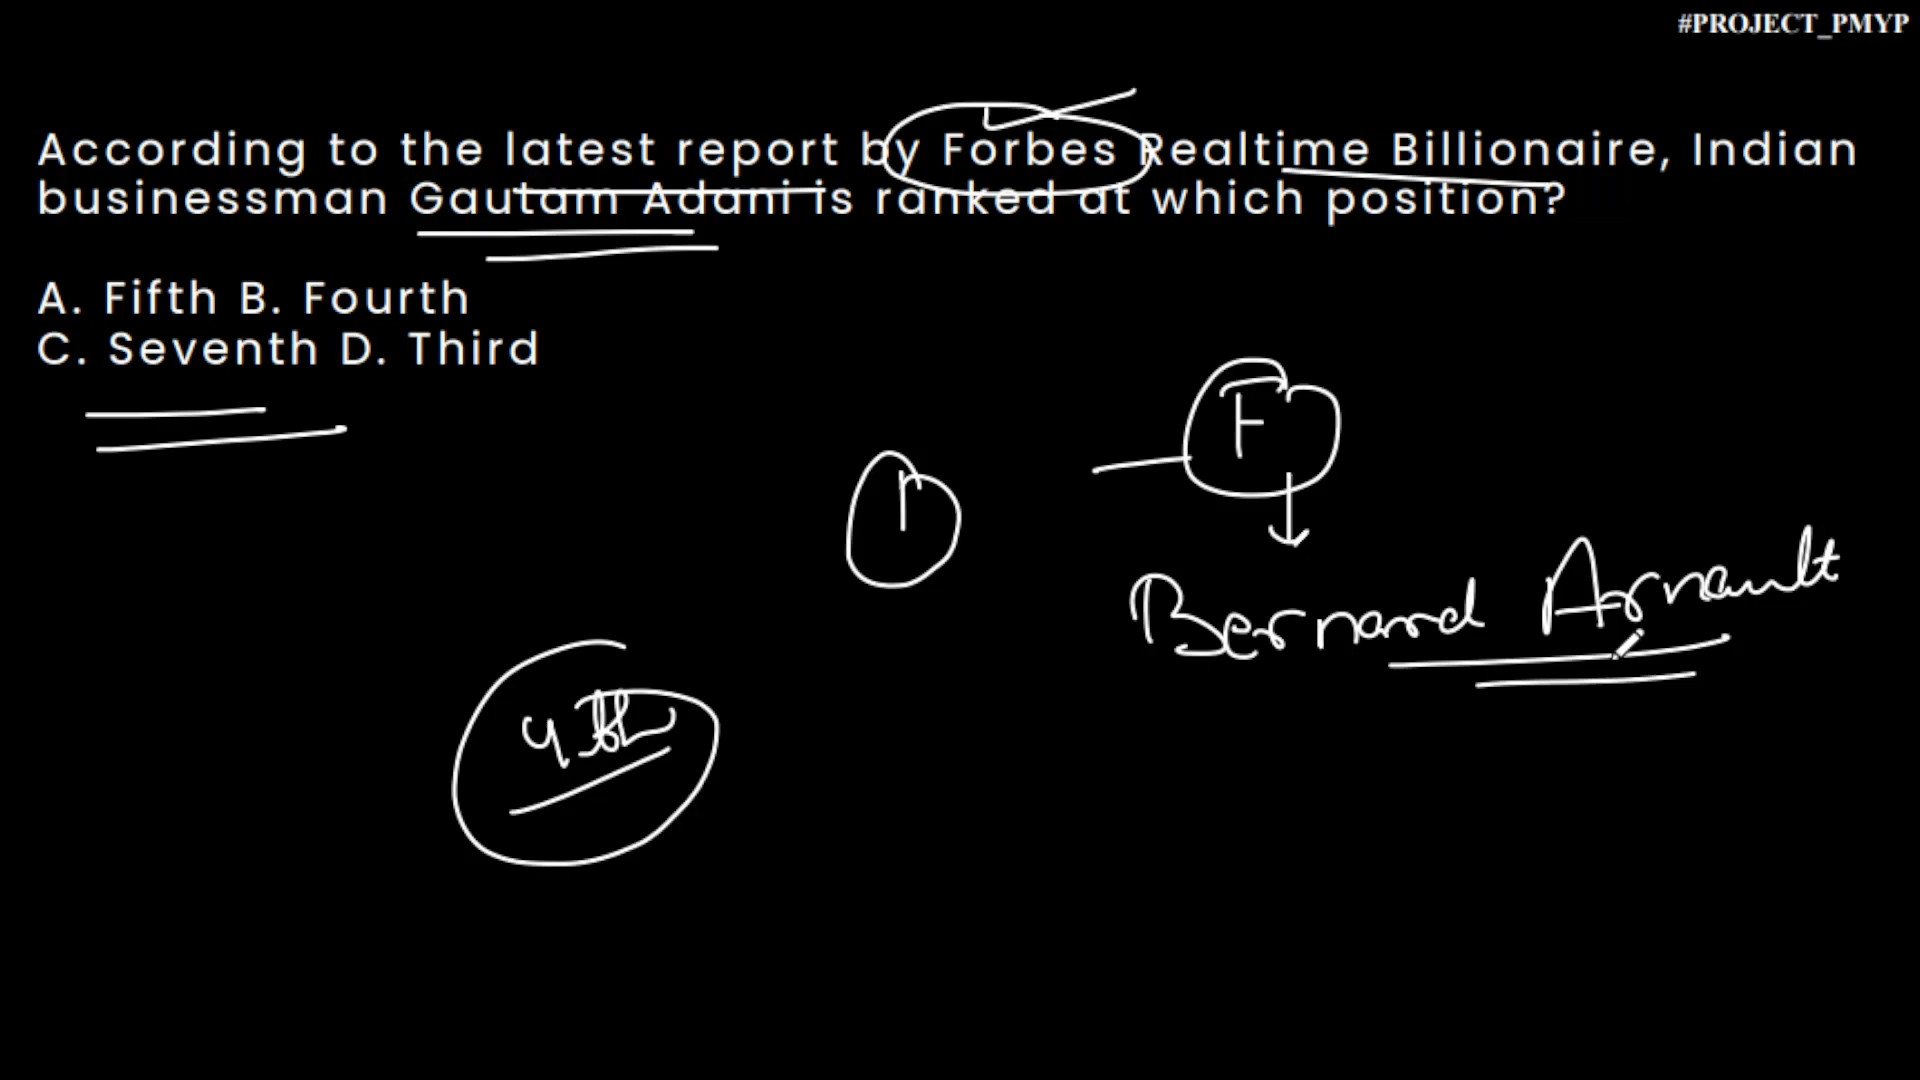 #PROJECT_PMYP
According to the latest report by Forbes Realtime Billionaire, Indian
businessman Gautam Adani is ranked at which position?
A. Fifth B. Fourth
C. Seventh D. Third
F
1
Bernard Arnault
4th